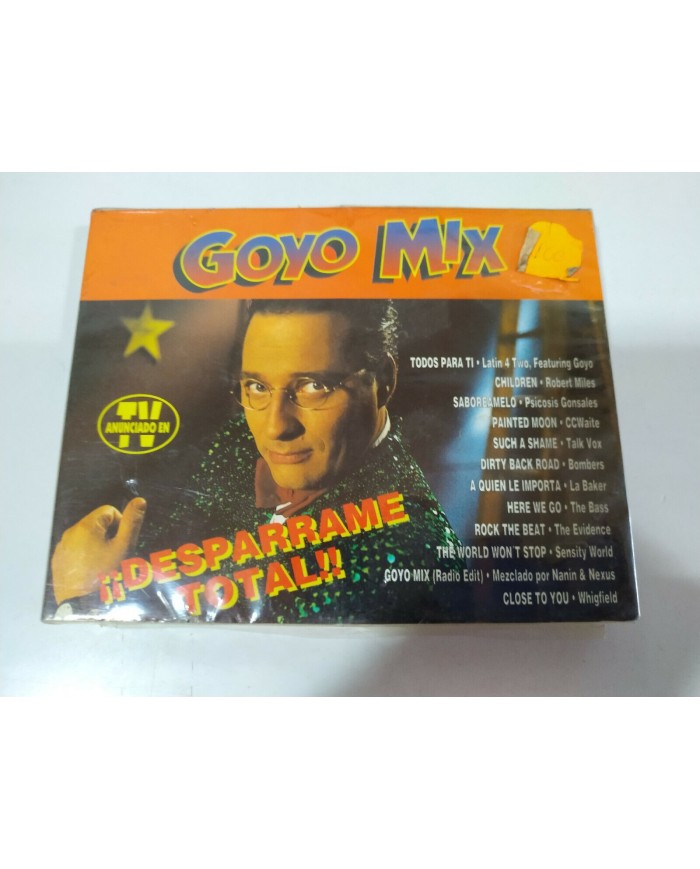 GOYO MIX
TODOS PARA TI • Latin 4 Two, Featuring Goyo
CHILDREN • Robert Miles
SABOREAMELO • Psicosis Gonsales
PAINTED MOON • CCWaite
SUCH A SHAME • Talk Vox
DIRTY BACK ROAD • Bombers
A QUIEN LE IMPORTA • La Baker
HERE WE GO • The Bass
ROCK THE BEAT • The Evidence
THE WORLD WON'T STOP • Sensity World
GOYO MIX (Radio Edit) • Mezclado por Nanin & Nexus
CLOSE TO YOU • Whigfield
ANUNCIADO EN
TV
¡¡DESPARRAME
TOTAL!!